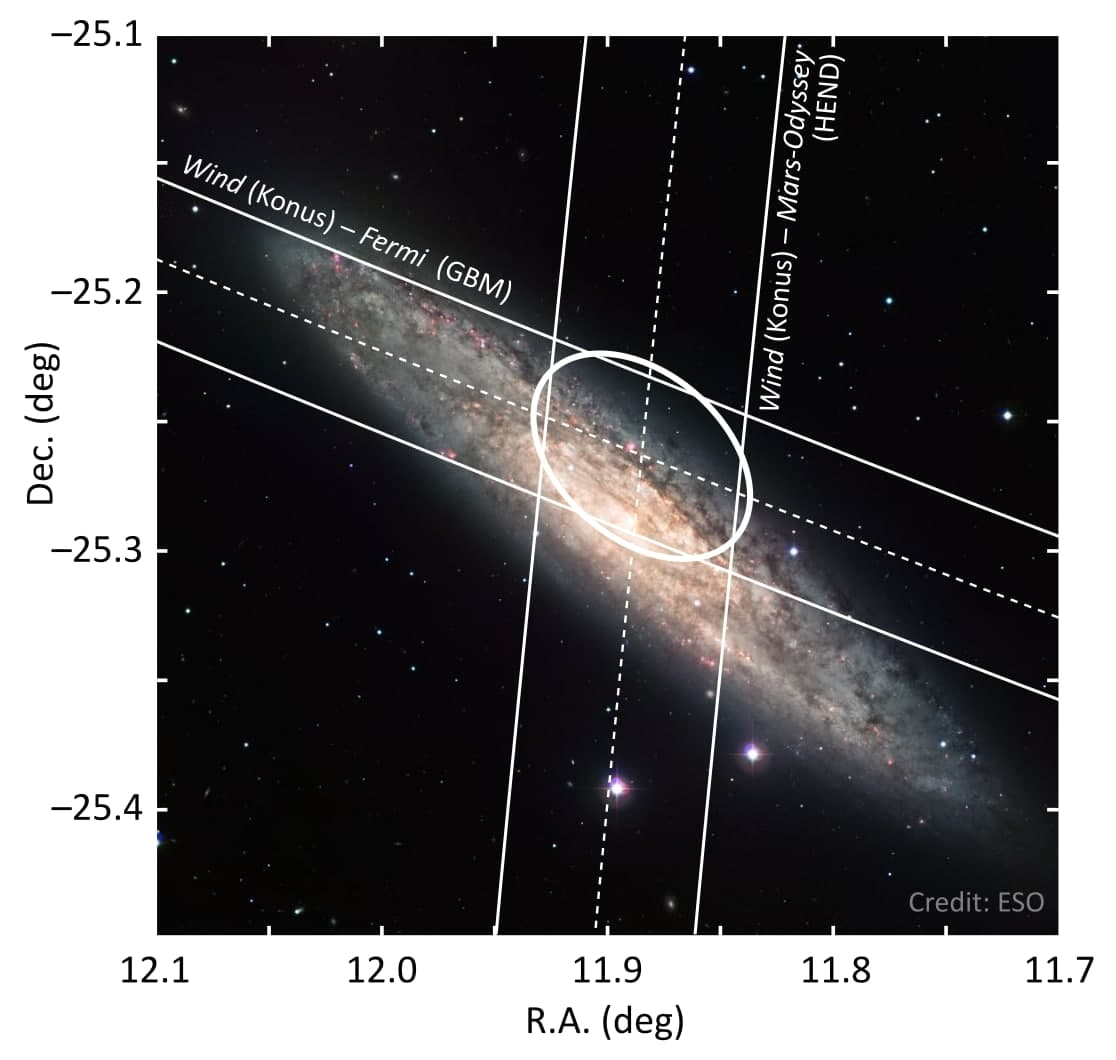 −25.1
−25.2
−25.3
−25.4
Dec. (deg)
Wind (Konus) – Fermi (GBM)
Wind (Konus) – Mars-Odyssey
(HEND)
Credit: ESO
12.1 12.0 11.9 11.8 11.7
R.A. (deg)